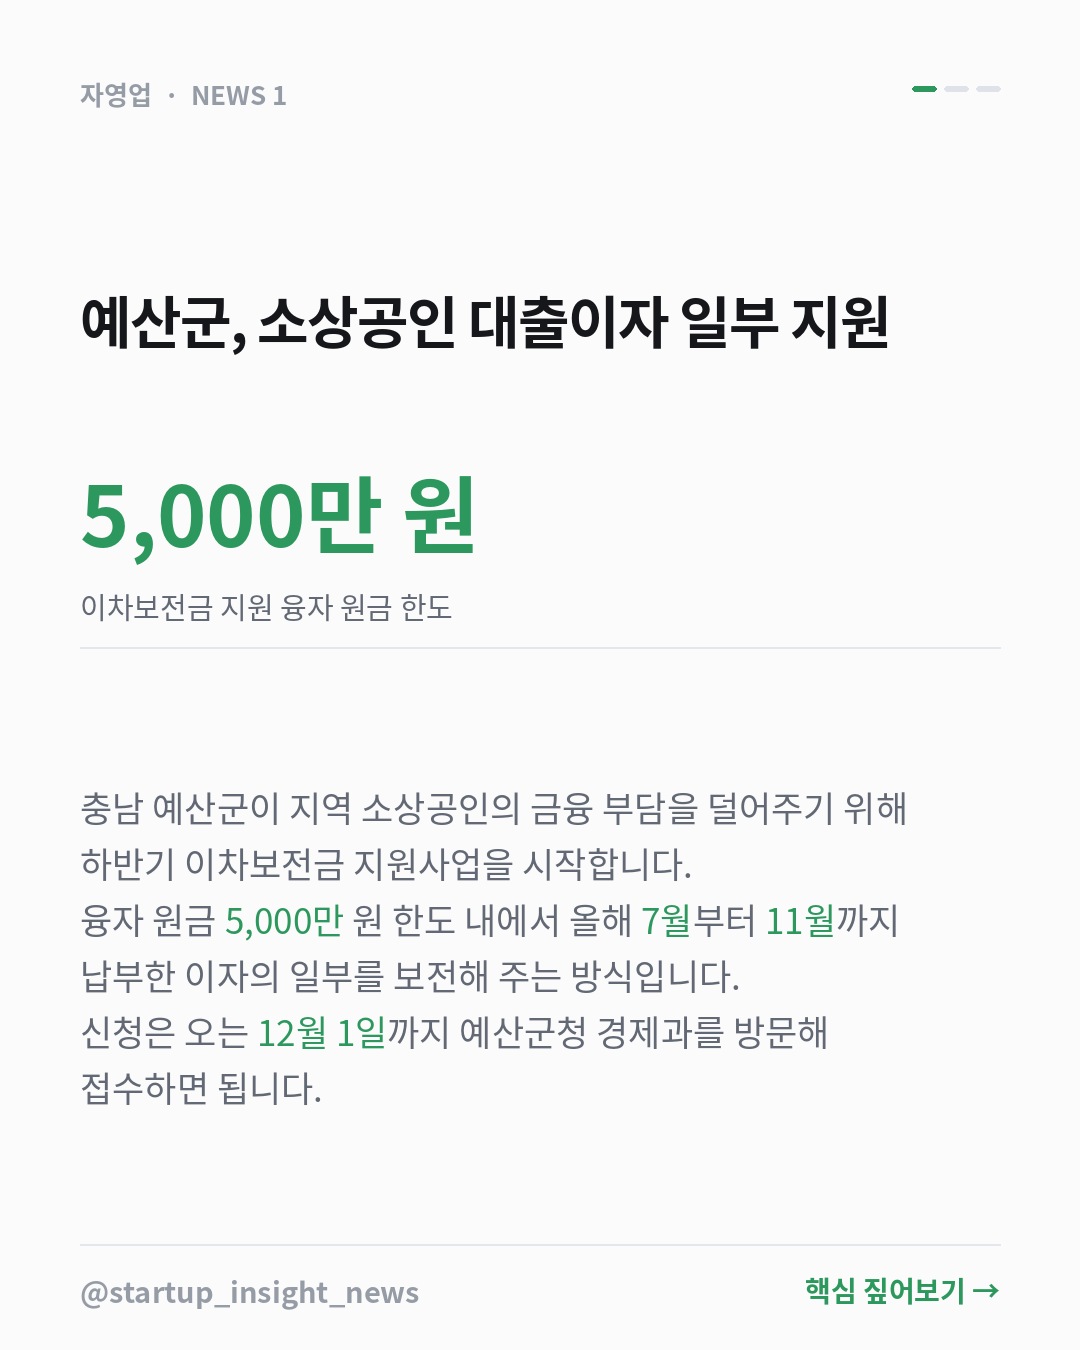 자영업 · NEWS 1
예산군, 소상공인 대출이자 일부 지원
5,000만 원
이차보전금 지원 융자 원금 한도
충남 예산군이 지역 소상공인의 금융 부담을 덜어주기 위해
하반기 이차보전금 지원사업을 시작합니다.
융자 원금 5,000만 원 한도 내에서 올해 7월부터 11월까지
납부한 이자의 일부를 보전해 주는 방식입니다.
신청은 오는 12월 1일까지 예산군청 경제과를 방문해
접수하면 됩니다.
@startup_insight_news
핵심 짚어보기 →